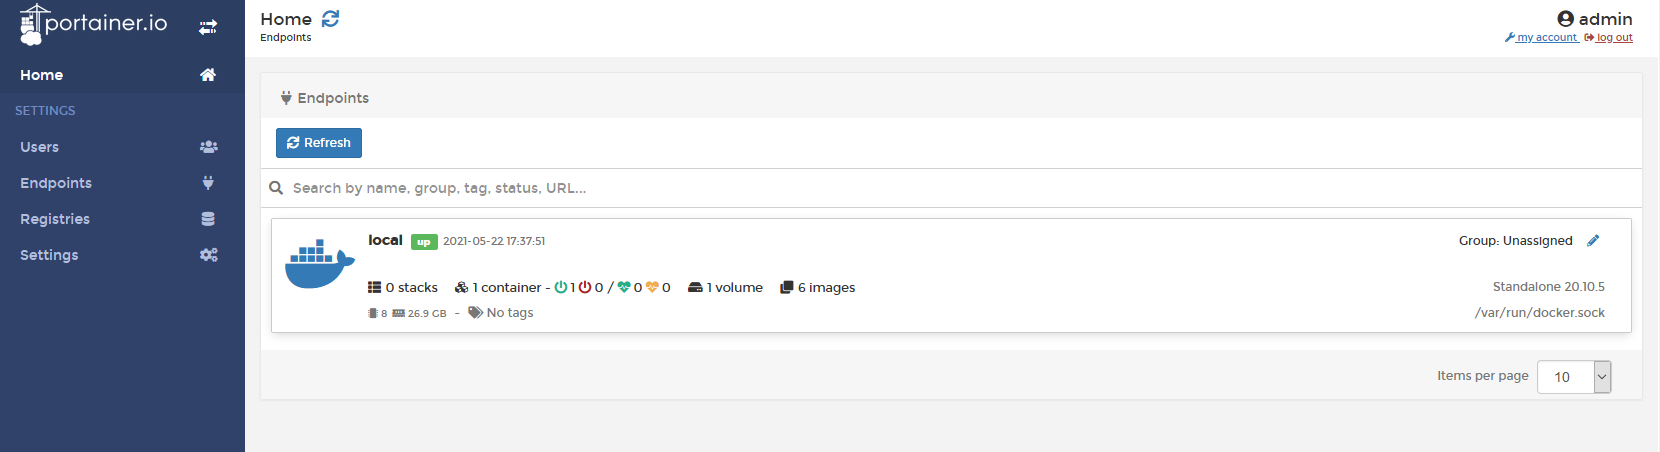 portainer.io
Home
SETTINGS
Users
Endpoints
Registries
Settings
Home
Endpoints
admin
my account log out
Endpoints
Refresh
Search by name, group, tag, status, URL...
local up 2021-05-22 17:37:51
Group: Unassigned
0 stacks 1 container - 1 0 / 0 0 1 volume 6 images
Standalone 20.10.5
8 26.9 GB - No tags
/var/run/docker.sock
Items per page 10